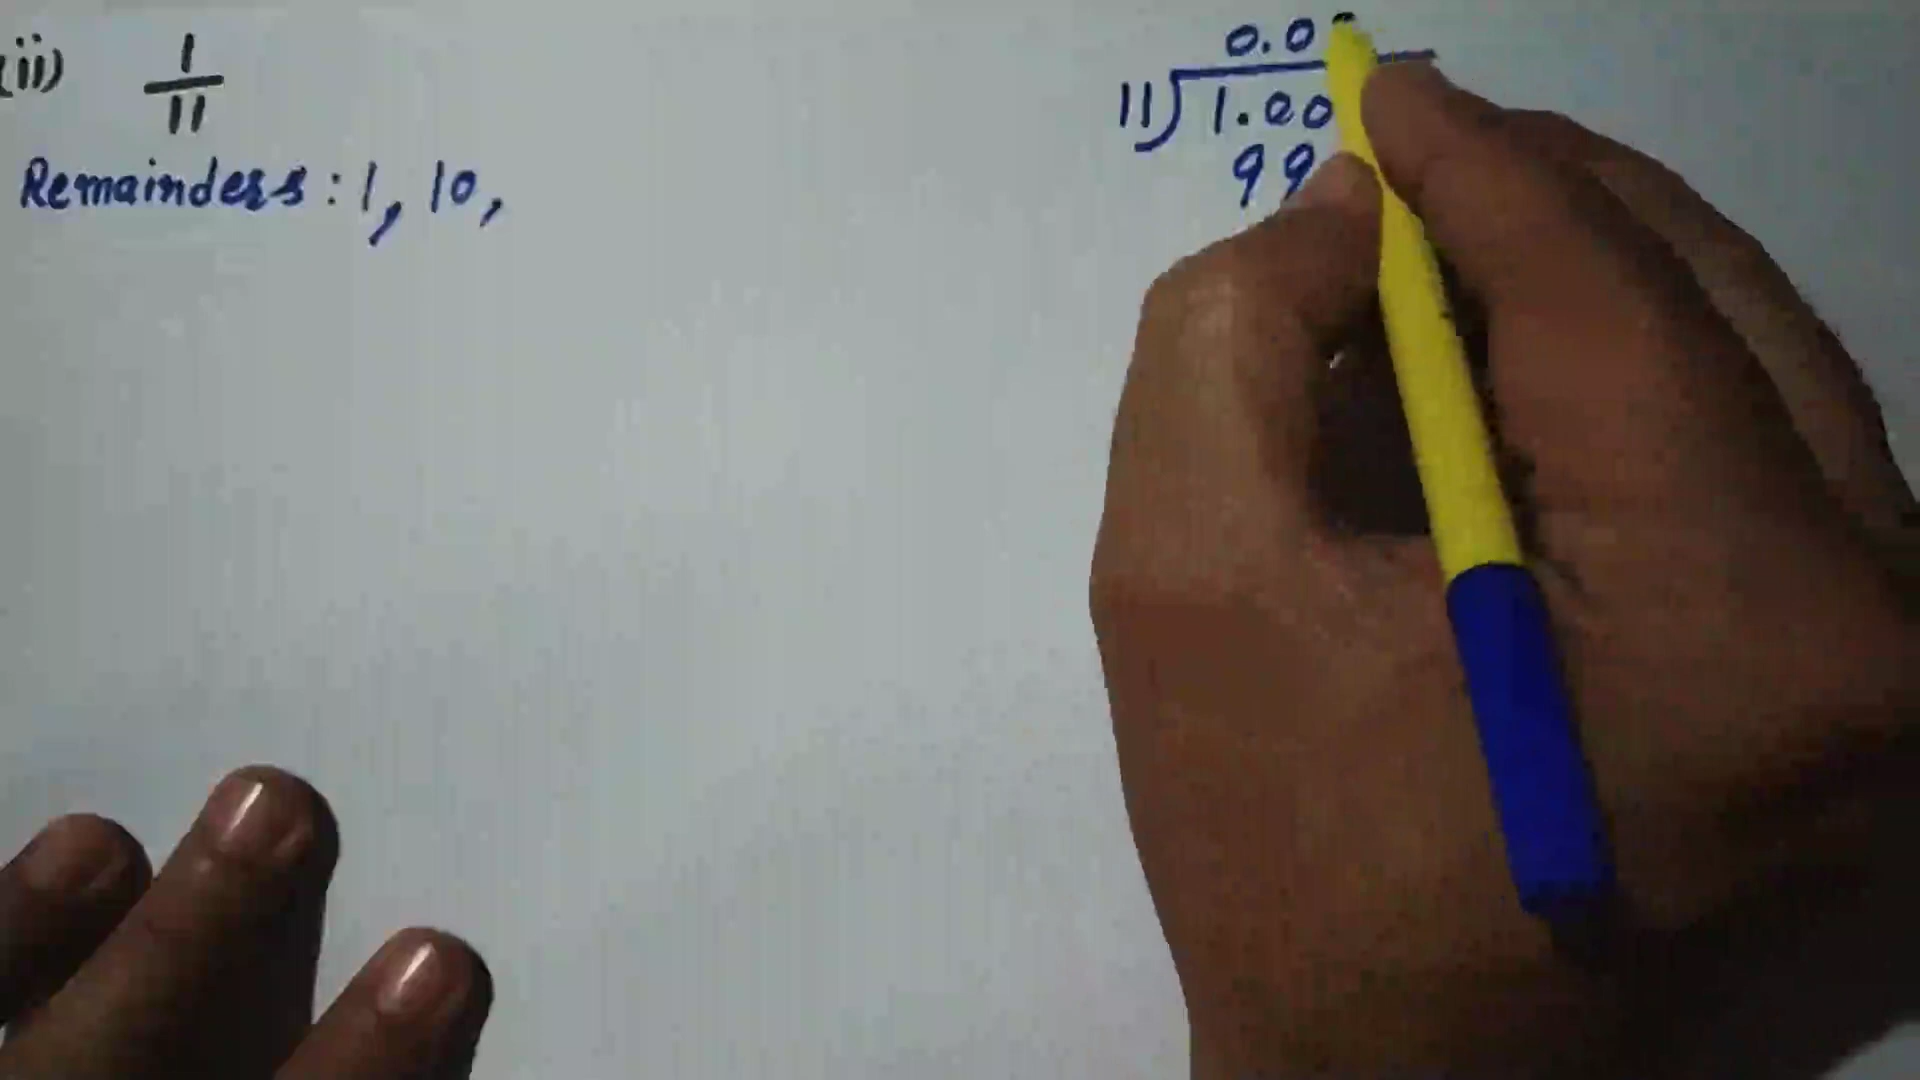 (ii) 1/11
Remainders : 1, 10,
0.0
11) 1.00
99